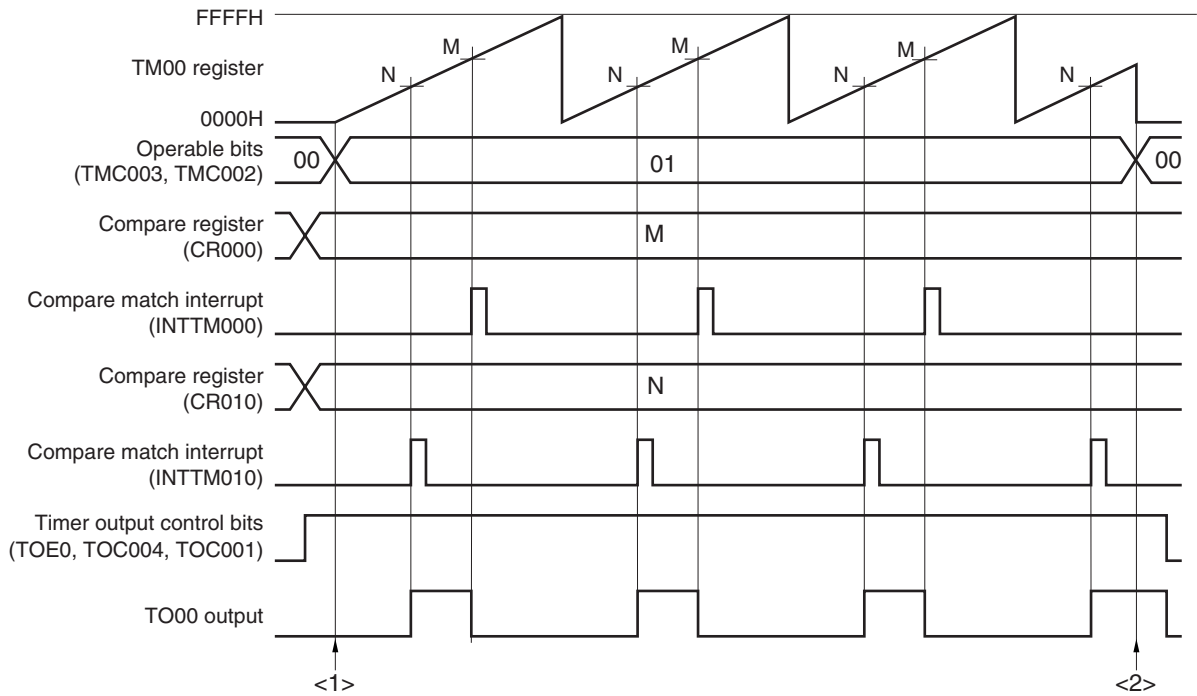 FFFFH
TM00 register
0000H
N M N M N M N
Operable bits
(TMC003, TMC002)
00 01 00
Compare register
(CR000)
M
Compare match interrupt
(INTTM000)
Compare register
(CR010)
N
Compare match interrupt
(INTTM010)
Timer output control bits
(TOE0, TOC004, TOC001)
TO00 output
<1> <2>